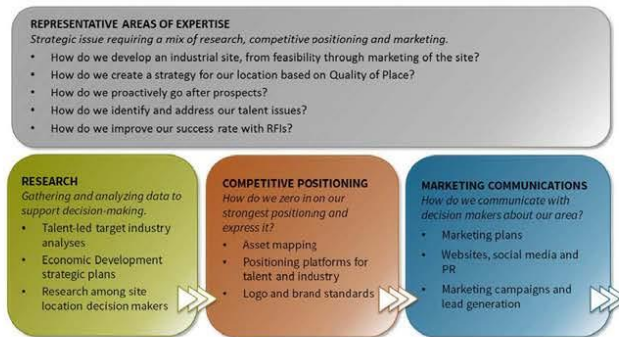 REPRESENTATIVE AREAS OF EXPERTISE
Strategic issue requiring a mix of research, competitive positioning and marketing.
• How do we develop an industrial site, from feasibility through marketing of the site?
• How do we create a strategy for our location based on Quality of Place?
• How do we proactively go after prospects?
• How do we identify and address our talent issues?
• How do we improve our success rate with RFIs?
RESEARCH
Gathering and analyzing data to
support decision-making.
• Talent-led target industry
analyses
• Economic Development
strategic plans
• Research among site
location decision makers
COMPETITIVE POSITIONING
How do we zero in on our
strongest positioning and
express it?
• Asset mapping
• Positioning platforms for
talent and industry
• Logo and brand standards
MARKETING COMMUNICATIONS
How do we communicate with
decision makers about our area?
• Marketing plans
• Websites, social media and
PR
• Marketing campaigns and
lead generation